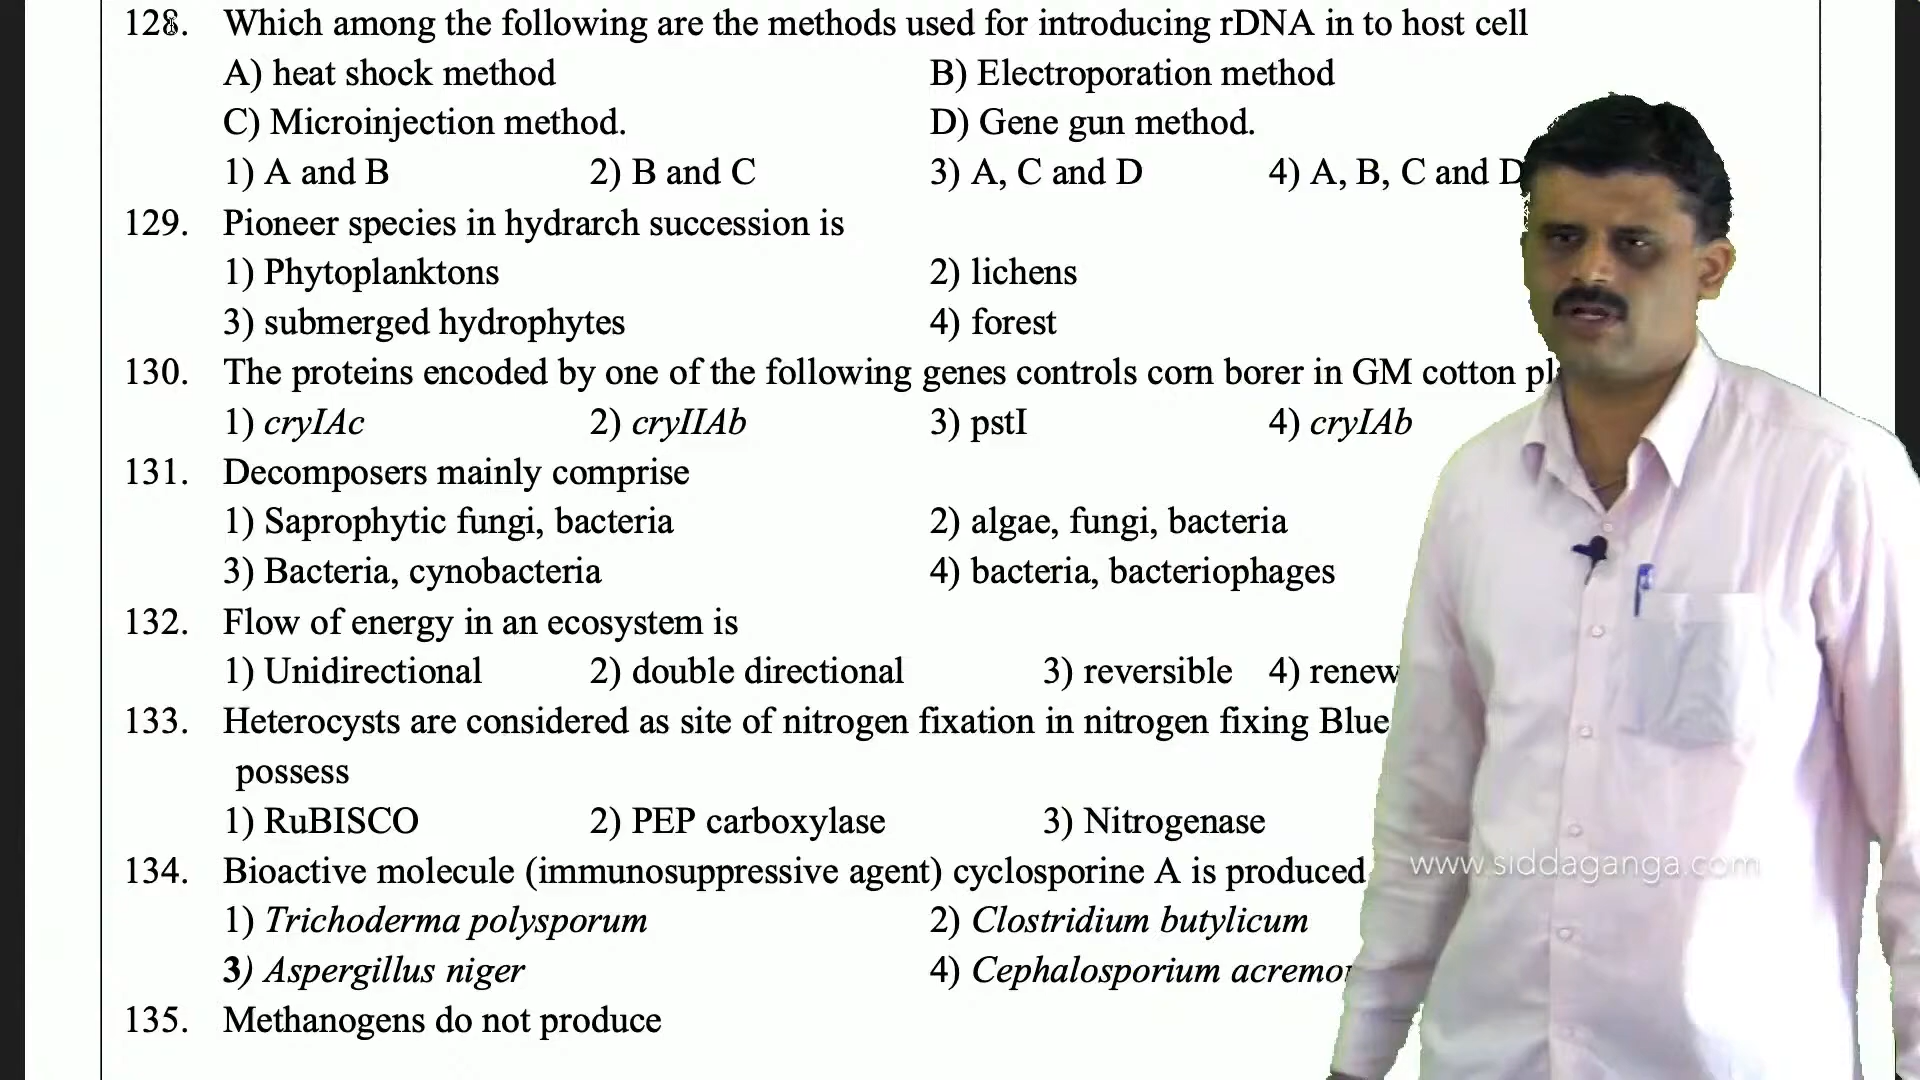 128. Which among the following are the methods used for introducing rDNA in to host cell
A) heat shock method B) Electroporation method
C) Microinjection method. D) Gene gun method.
1) A and B 2) B and C 3) A, C and D 4) A, B, C and D
129. Pioneer species in hydrarch succession is
1) Phytoplanktons 2) lichens
3) submerged hydrophytes 4) forest
130. The proteins encoded by one of the following genes controls corn borer in GM cotton
1) cryIAc 2) cryIIAb 3) pstI 4) cryIAb
131. Decomposers mainly comprise
1) Saprophytic fungi, bacteria 2) algae, fungi, bacteria
3) Bacteria, cynobacteria 4) bacteria, bacteriophages
132. Flow of energy in an ecosystem is
1) Unidirectional 2) double directional 3) reversible 4)
133. Heterocysts are considered as site of nitrogen fixation in nitrogen fixing Blue
possess
1) RuBISCO 2) PEP carboxylase 3) Nitrogenase
134. Bioactive molecule (immunosuppressive agent) cyclosporine A is produced
1) Trichoderma polysporum 2) Clostridium butylicum
3) Aspergillus niger 4) Cephalosporium
135. Methanogens do not produce
www.siddaganga.com